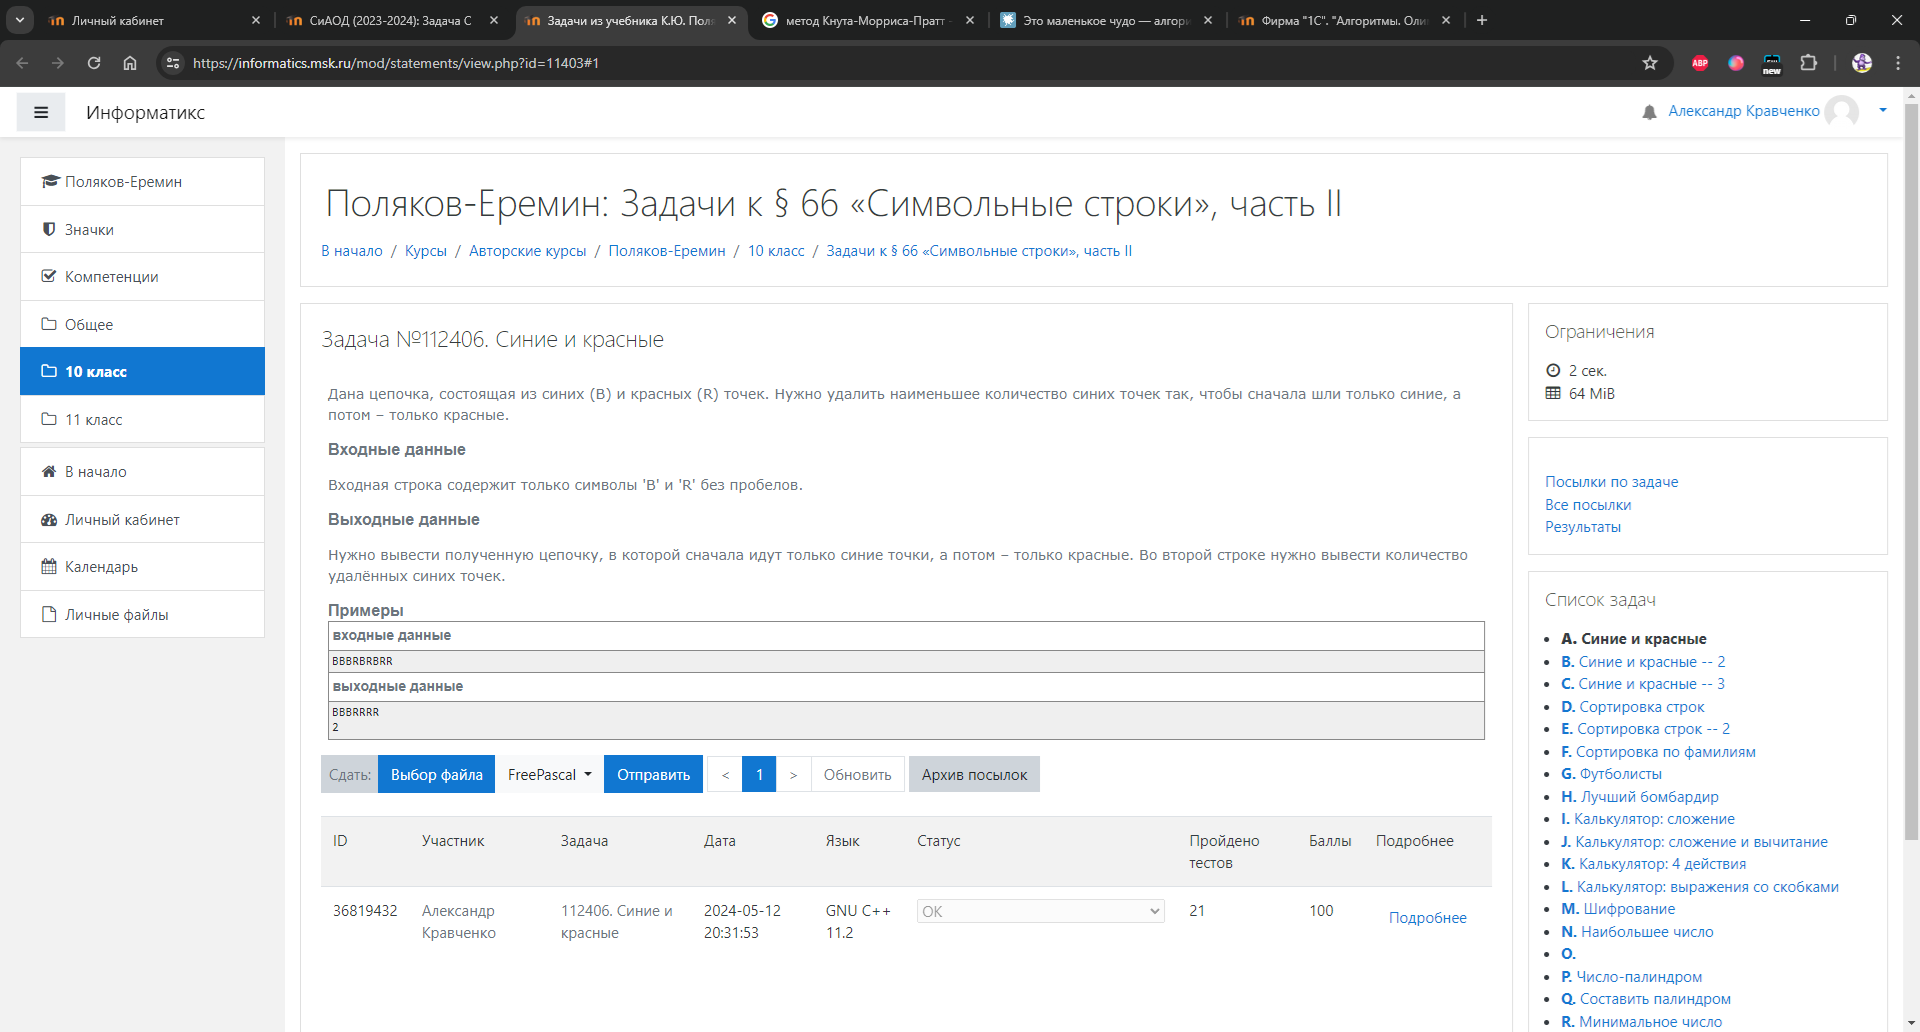 Личный кабинет
СиАОД (2023-2024): Задача С
Задачи из учебника К.Ю. Поля
метод Кнута-Морриса-Пратт
Это маленькое чудо — алгори
Фирма "1С". "Алгоритмы. Оли
https://informatics.msk.ru/mod/statements/view.php?id=11403#1
ABP
new
Информатикс
Александр Кравченко
Поляков-Еремин
Значки
Компетенции
Общее
10 класс
11 класс
В начало
Личный кабинет
Календарь
Личные файлы
Поляков-Еремин: Задачи к § 66 «Символьные строки», часть II
В начало / Курсы / Авторские курсы / Поляков-Еремин / 10 класс / Задачи к § 66 «Символьные строки», часть II
Задача №112406. Синие и красные
Дана цепочка, состоящая из синих (B) и красных (R) точек. Нужно удалить наименьшее количество синих точек так, чтобы сначала шли только синие, а
потом – только красные.
Входные данные
Входная строка содержит только символы 'B' и 'R' без пробелов.
Выходные данные
Нужно вывести полученную цепочку, в которой сначала идут только синие точки, а потом – только красные. Во второй строке нужно вывести количество
удалённых синих точек.
Примеры
входные данные
BBBRBRBRR
выходные данные
BBBRRRR
2
Сдать: Выбор файла FreePascal Отправить < 1 > Обновить Архив посылок
ID Участник Задача Дата Язык Статус Пройдено тестов Баллы Подробнее
36819432 Александр Кравченко 112406. Синие и красные 2024-05-12 20:31:53 GNU C++ 11.2 OK 21 100 Подробнее
Ограничения
2 сек.
64 MiB
Посылки по задаче
Все посылки
Результаты
Список задач
A. Синие и красные
B. Синие и красные -- 2
C. Синие и красные -- 3
D. Сортировка строк
E. Сортировка строк -- 2
F. Сортировка по фамилиям
G. Футболисты
H. Лучший бомбардир
I. Калькулятор: сложение
J. Калькулятор: сложение и вычитание
K. Калькулятор: 4 действия
L. Калькулятор: выражения со скобками
M. Шифрование
N. Наибольшее число
O.
P. Число-палиндром
Q. Составить палиндром
R. Минимальное число